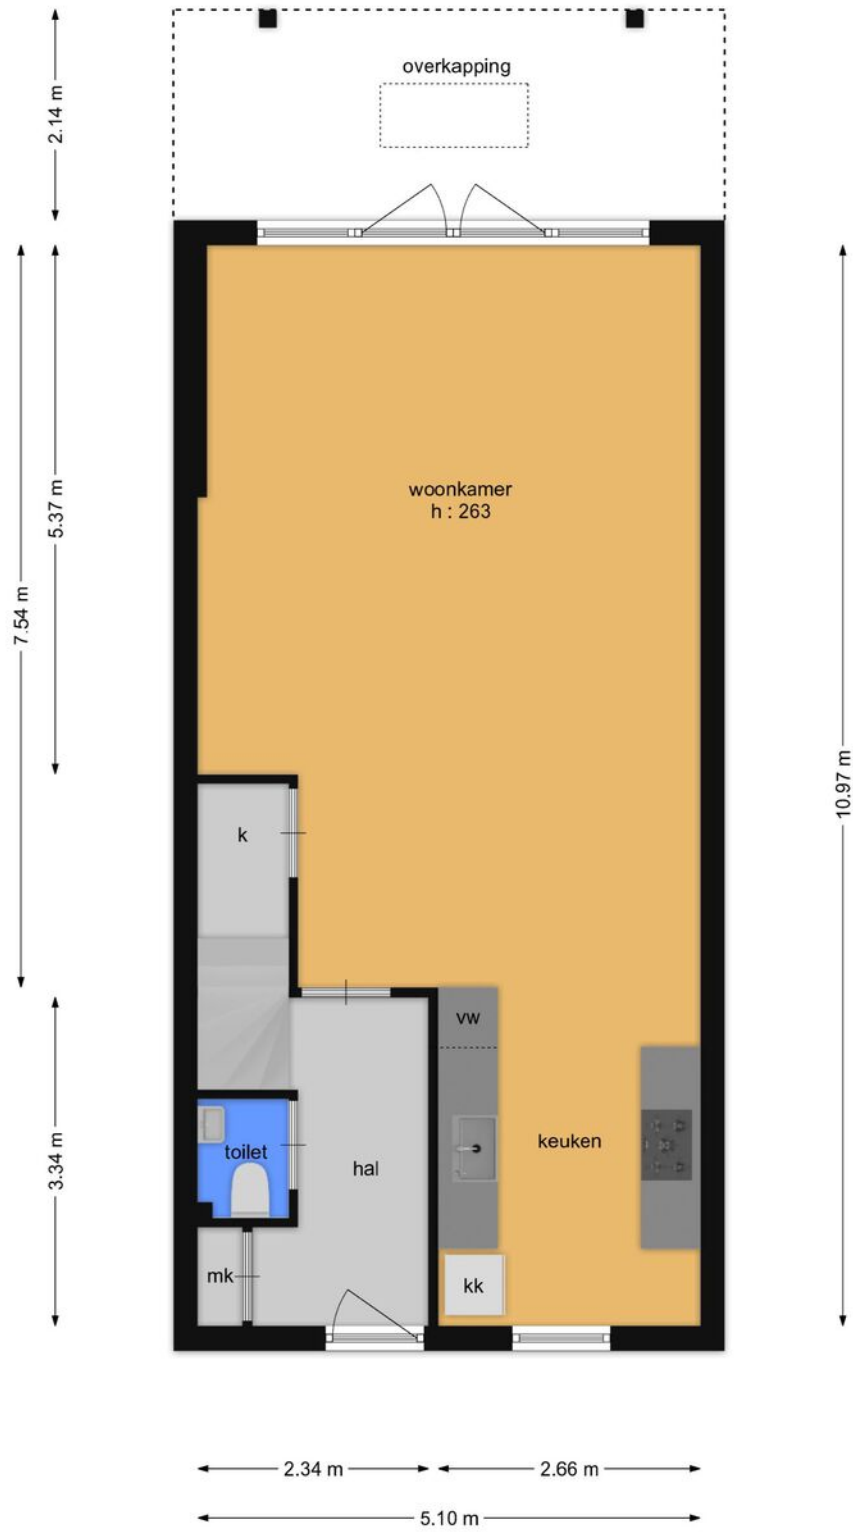 overkapping
2.14 m
woonkamer
h : 263
5.37 m
7.54 m
10.97 m
k
vw
keuken
toilet
hal
3.34 m
mk
kk
2.34 m
2.66 m
5.10 m